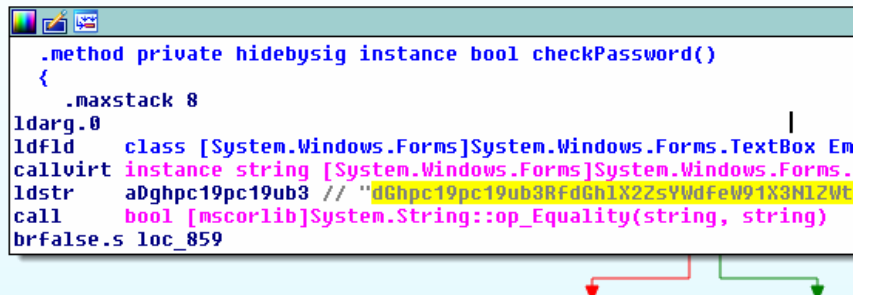 .method private hidebysig instance bool checkPassword()
{
.maxstack 8
ldarg.0
ldfld class [System.Windows.Forms]System.Windows.Forms.TextBox Em
callvirt instance string [System.Windows.Forms]System.Windows.Forms.
ldstr aDghpc19pc19ub3 // "dGhpc19pc19ub3RfdGhlX2ZsYWdfeW91X3NlZWt
call bool [mscorlib]System.String::op_Equality(string, string)
brfalse.s loc_859